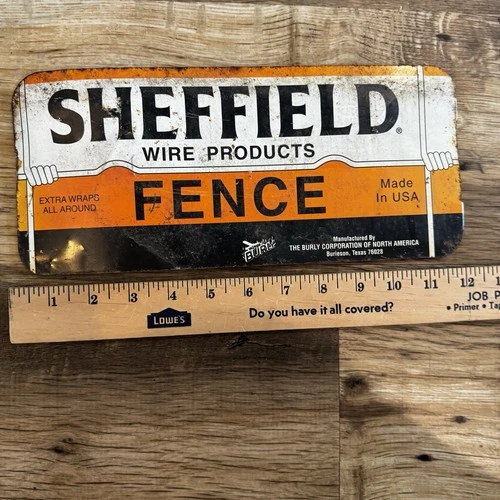 SHEFFIELD®
WIRE PRODUCTS
EXTRA WRAPS
ALL AROUND
FENCE
Made
In USA
BURLY
Manufactured By
THE BURLY CORPORATION OF NORTH AMERICA
Burleson, Texas 76028
1 2 3 4 5 6 7 8 9 10 11 12
LOWE'S
Do you have it all covered?
JOB P
• Primer • Ta